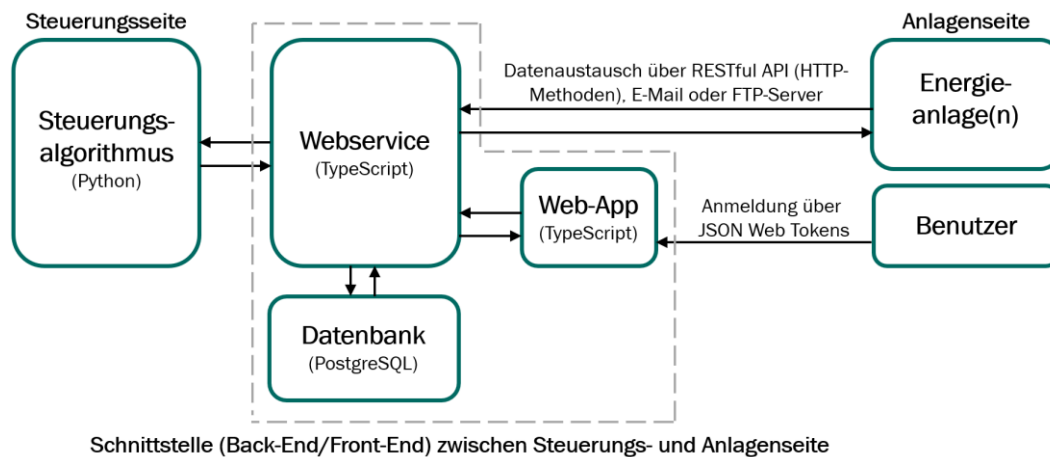 Steuerungsseite
Anlagenseite
Steuerungs-
algorithmus
(Python)
Webservice
(TypeScript)
Datenaustausch über RESTful API (HTTP-
Methoden), E-Mail oder FTP-Server
Energie-
anlage(n)
Web-App
(TypeScript)
Anmeldung über
JSON Web Tokens
Benutzer
Datenbank
(PostgreSQL)
Schnittstelle (Back-End/Front-End) zwischen Steuerungs- und Anlagenseite